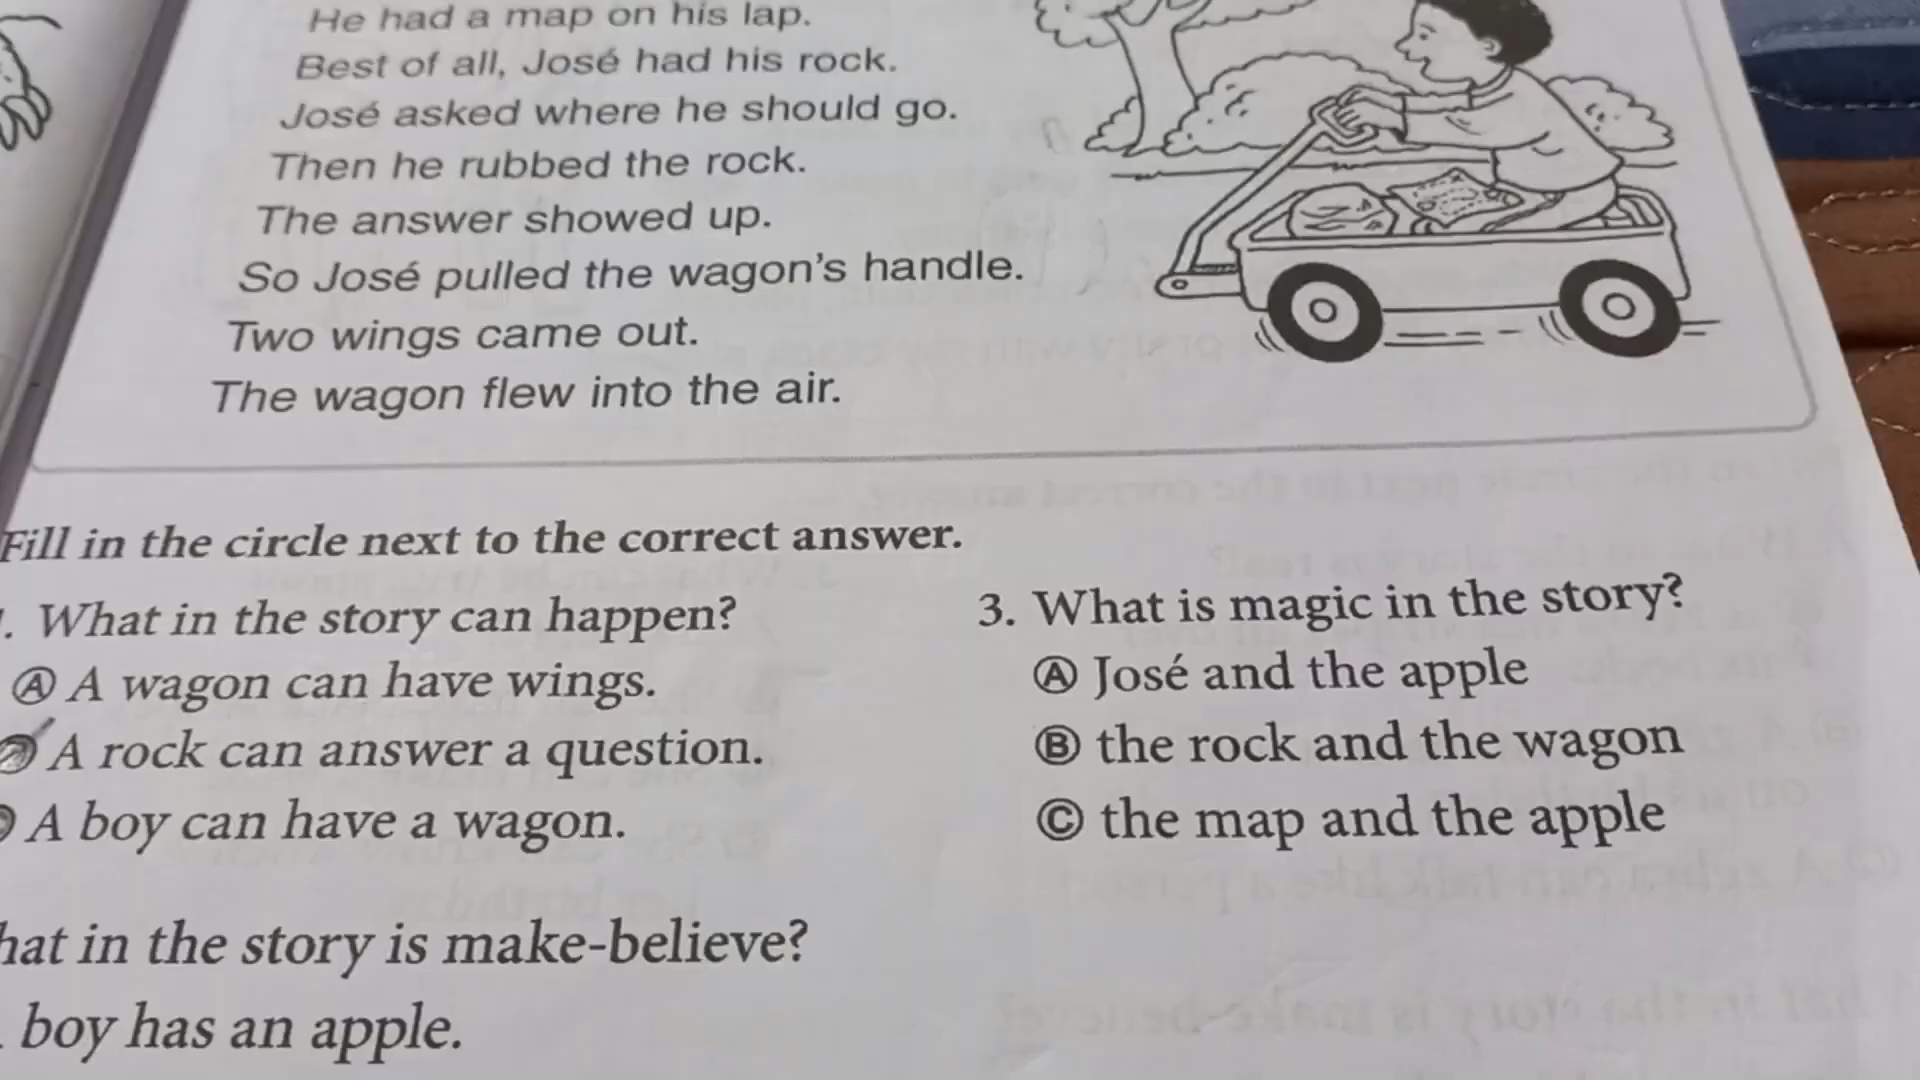 He had a map on his lap.
Best of all, José had his rock.
José asked where he should go.
Then he rubbed the rock.
The answer showed up.
So José pulled the wagon's handle.
Two wings came out.
The wagon flew into the air.
Fill in the circle next to the correct answer.
. What in the story can happen?
Ⓐ A wagon can have wings.
A rock can answer a question.
A boy can have a wagon.
hat in the story is make-believe?
boy has an apple.
3. What is magic in the story?
Ⓐ José and the apple
Ⓑ the rock and the wagon
Ⓒ the map and the apple